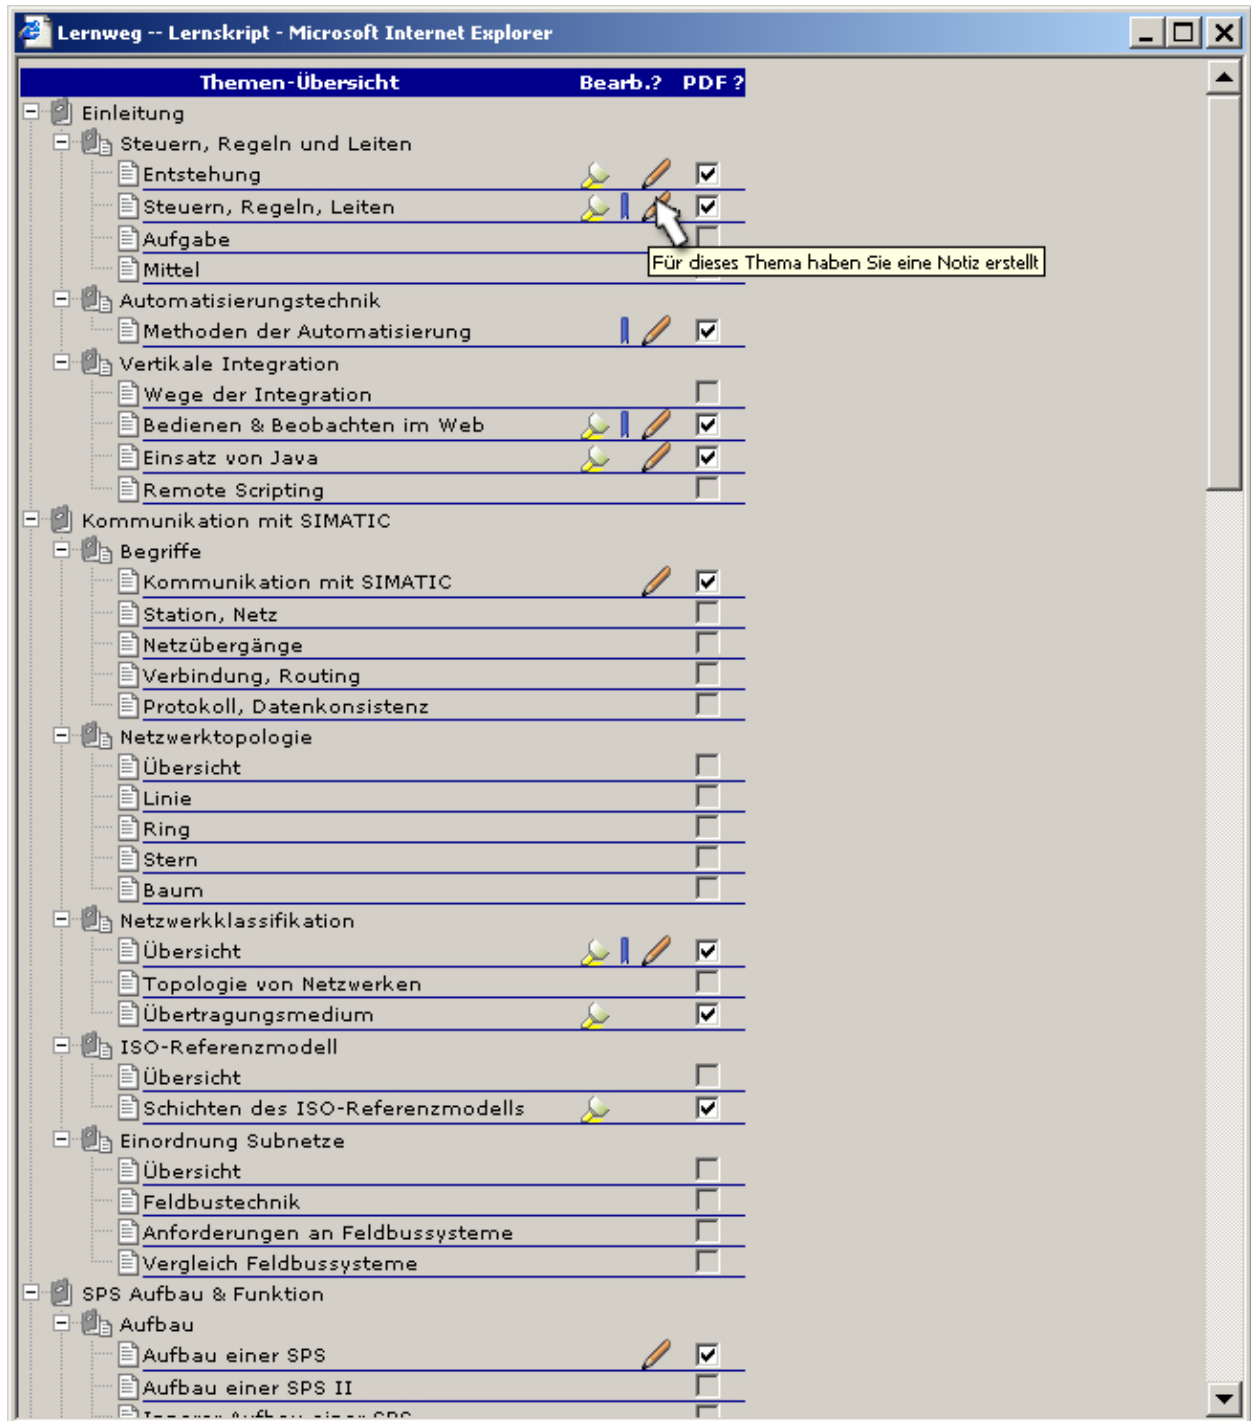 Lernweg -- Lernskript - Microsoft Internet Explorer
Themen-Übersicht Bearb.? PDF ?
Einleitung
Steuern, Regeln und Leiten
Entstehung
Steuern, Regeln, Leiten
Aufgabe
Für dieses Thema haben Sie eine Notiz erstellt
Mittel
Automatisierungstechnik
Methoden der Automatisierung
Vertikale Integration
Wege der Integration
Bedienen & Beobachten im Web
Einsatz von Java
Remote Scripting
Kommunikation mit SIMATIC
Begriffe
Kommunikation mit SIMATIC
Station, Netz
Netzübergänge
Verbindung, Routing
Protokoll, Datenkonsistenz
Netzwerktopologie
Übersicht
Linie
Ring
Stern
Baum
Netzwerkklassifikation
Übersicht
Topologie von Netzwerken
Übertragungsmedium
ISO-Referenzmodell
Übersicht
Schichten des ISO-Referenzmodells
Einordnung Subnetze
Übersicht
Feldbustechnik
Anforderungen an Feldbussysteme
Vergleich Feldbussysteme
SPS Aufbau & Funktion
Aufbau
Aufbau einer SPS
Aufbau einer SPS II
Innerer Aufbau einer SPS